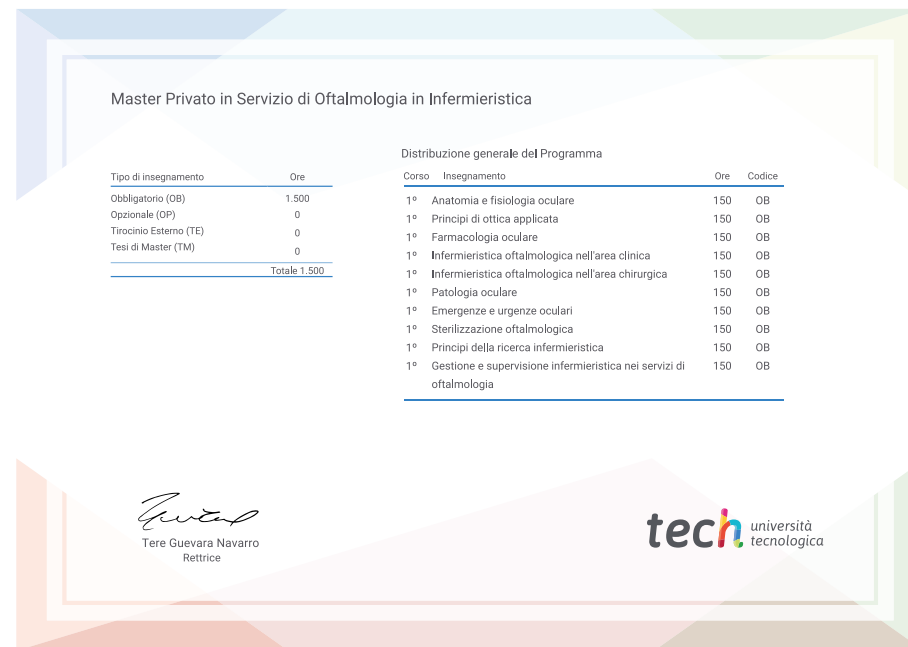 Master Privato in Servizio di Oftalmologia in Infermieristica
Tipo di insegnamento Ore
Obbligatorio (OB) 1.500
Opzionale (OP) 0
Tirocinio Esterno (TE) 0
Tesi di Master (TM) 0
Totale 1.500
Distribuzione generale del Programma
Corso Insegnamento Ore Codice
1º Anatomia e fisiologia oculare 150 OB
1º Principi di ottica applicata 150 OB
1º Farmacologia oculare 150 OB
1º Infermieristica oftalmologica nell'area clinica 150 OB
1º Infermieristica oftalmologica nell'area chirurgica 150 OB
1º Patologia oculare 150 OB
1º Emergenze e urgenze oculari 150 OB
1º Sterilizzazione oftalmologica 150 OB
1º Principi della ricerca infermieristica 150 OB
1º Gestione e supervisione infermieristica nei servizi di 150 OB
oftalmologia
Tere Guevara Navarro
Rettrice
tech università
tecnologica